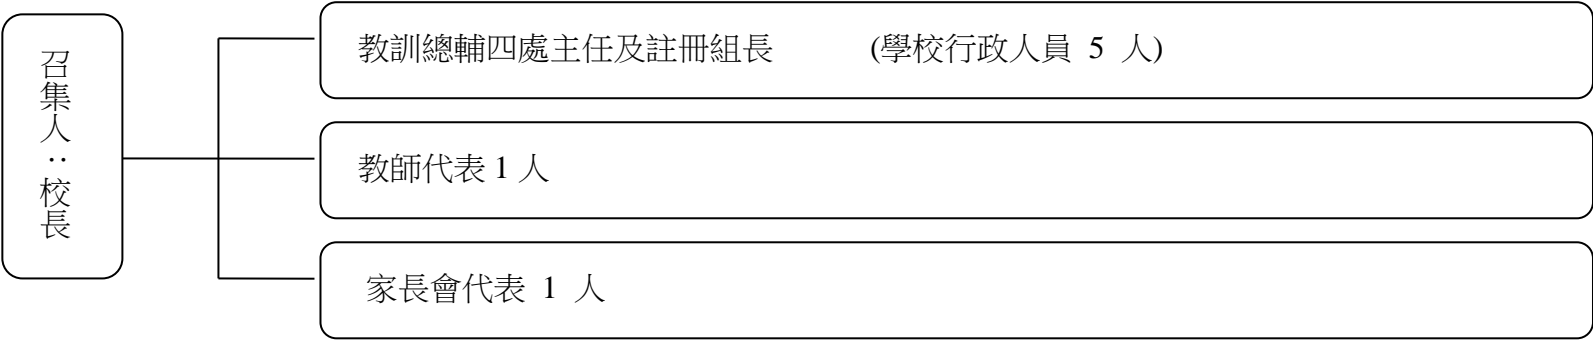 召集人：校長
教訓總輔四處主任及註冊組長 (學校行政人員 5 人)
教師代表 1 人
家長會代表 1 人